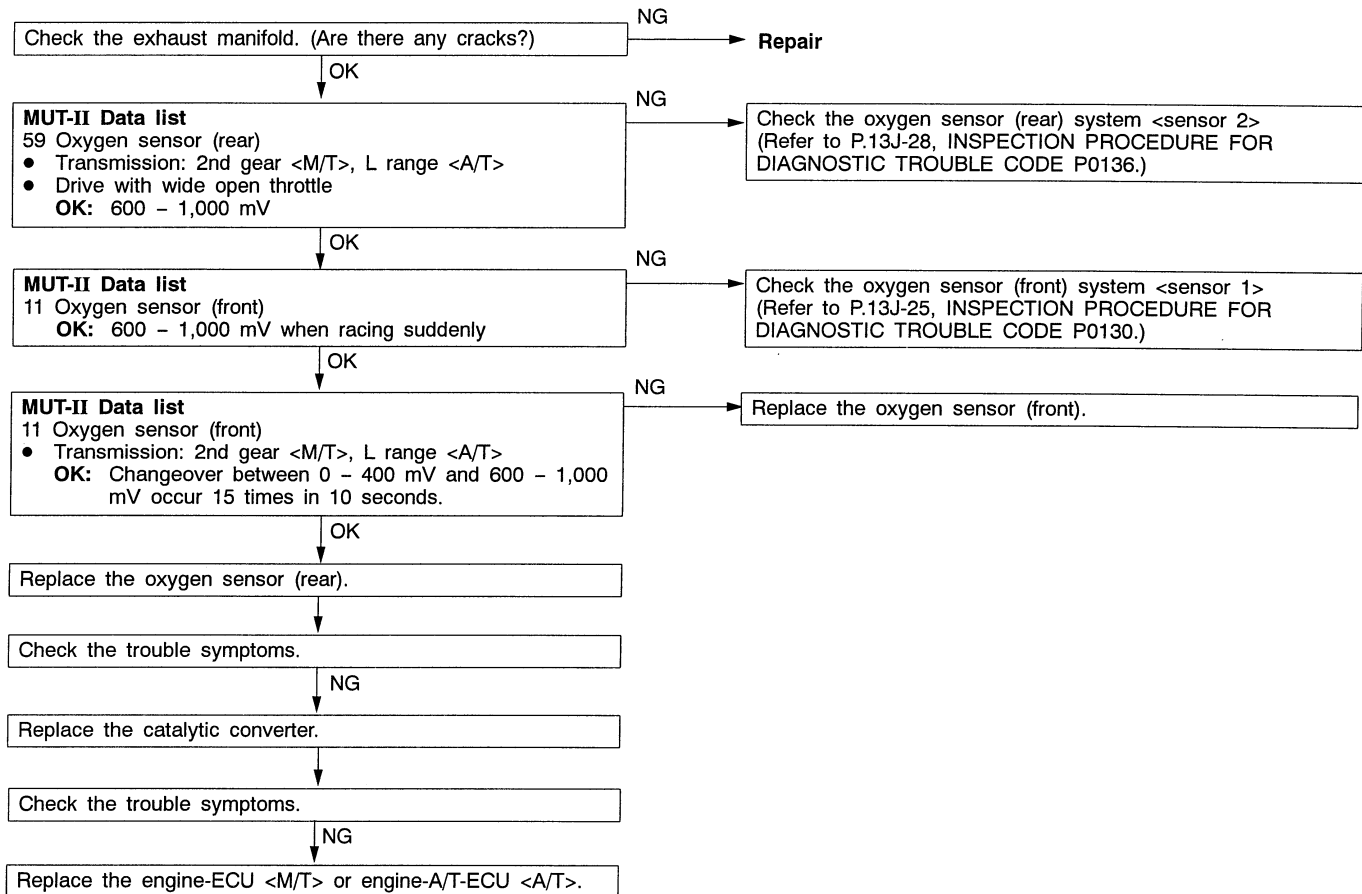 Check the exhaust manifold. (Are there any cracks?)
NG
Repair
OK
MUT-II Data list
59 Oxygen sensor (rear)
● Transmission: 2nd gear <M/T>, L range <A/T>
● Drive with wide open throttle
OK: 600 – 1,000 mV
NG
Check the oxygen sensor (rear) system <sensor 2>
(Refer to P.13J-28, INSPECTION PROCEDURE FOR
DIAGNOSTIC TROUBLE CODE P0136.)
OK
MUT-II Data list
11 Oxygen sensor (front)
OK: 600 – 1,000 mV when racing suddenly
NG
Check the oxygen sensor (front) system <sensor 1>
(Refer to P.13J-25, INSPECTION PROCEDURE FOR
DIAGNOSTIC TROUBLE CODE P0130.)
OK
MUT-II Data list
11 Oxygen sensor (front)
● Transmission: 2nd gear <M/T>, L range <A/T>
OK: Changeover between 0 – 400 mV and 600 – 1,000
mV occur 15 times in 10 seconds.
NG
Replace the oxygen sensor (front).
OK
Replace the oxygen sensor (rear).
Check the trouble symptoms.
NG
Replace the catalytic converter.
Check the trouble symptoms.
NG
Replace the engine-ECU <M/T> or engine-A/T-ECU <A/T>.